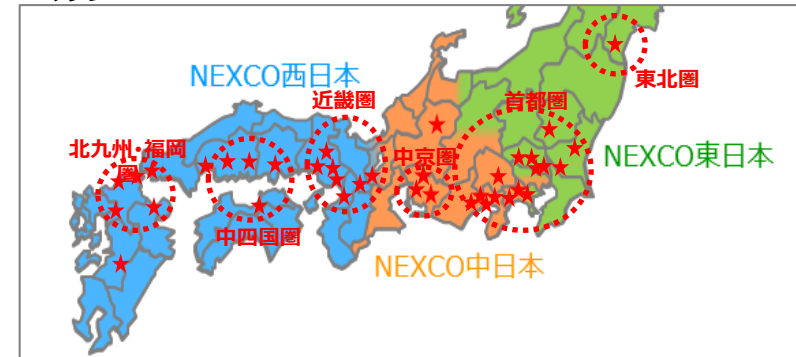 NEXCO西日本
近畿圏
首都圏
東北圏
北九州・福岡
圏
中京圏
NEXCO東日本
中四国圏
NEXCO中日本